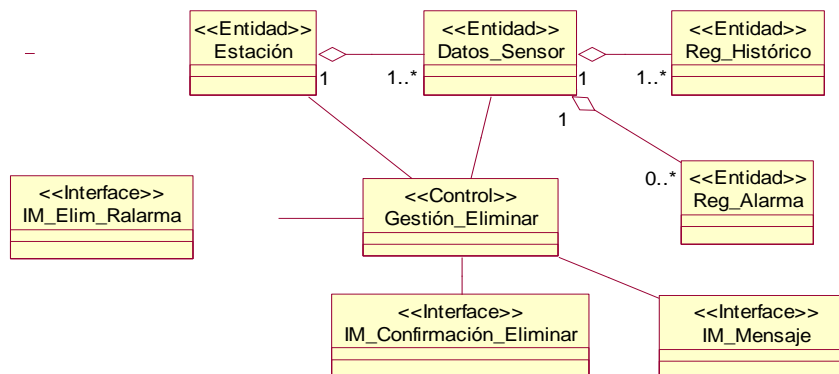 <<Entidad>>
Estación
<<Entidad>>
Datos_Sensor
<<Entidad>>
Reg_Histórico
1
1..*
1
1..*
1
0..*
<<Entidad>>
Reg_Alarma
<<Interface>>
IM_Elim_Ralarma
<<Control>>
Gestión_Eliminar
<<Interface>>
IM_Confirmación_Eliminar
<<Interface>>
IM_Mensaje